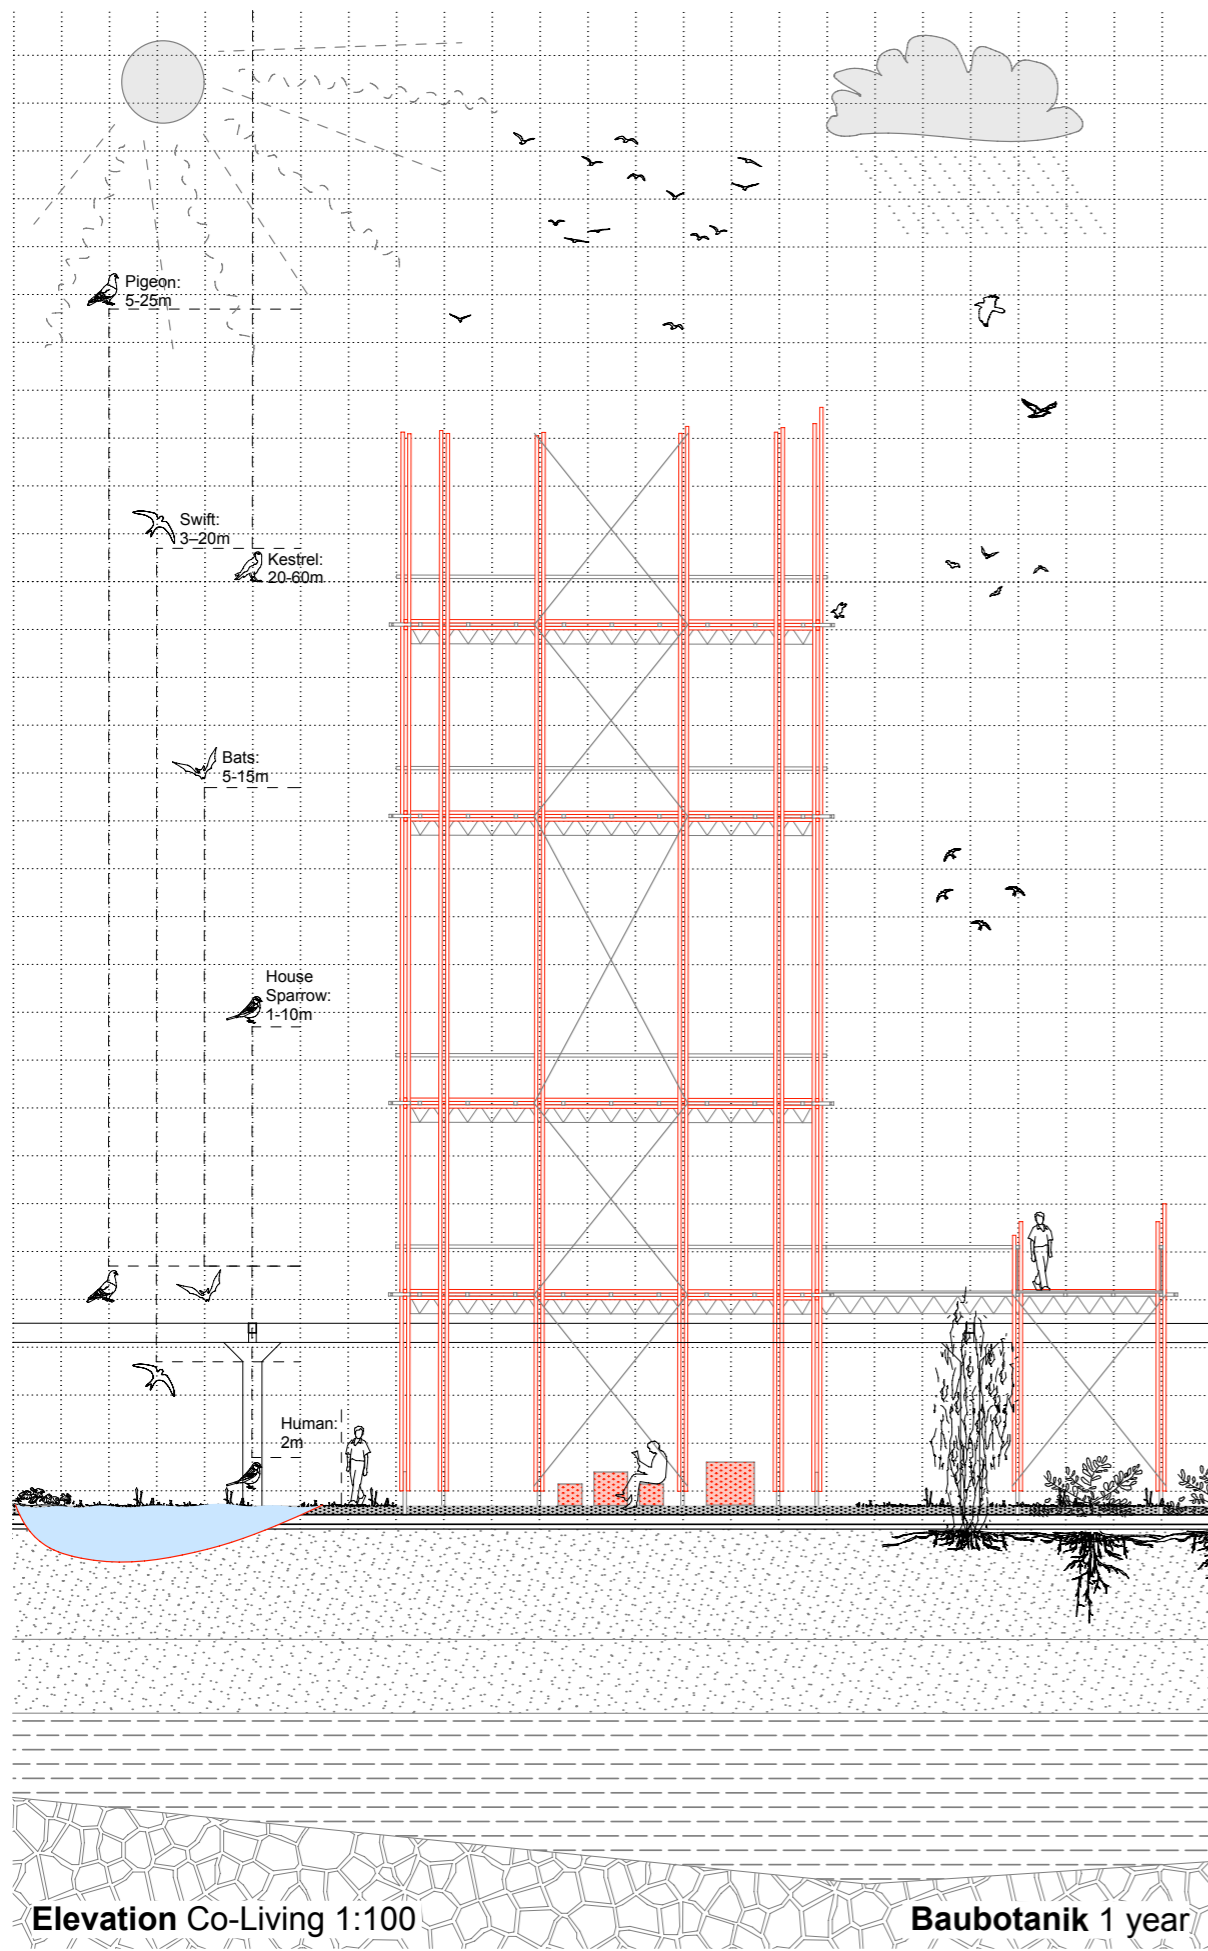 Pigeon:
5-25m
Swift:
3–20m
Kestrel:
20-60m
Bats:
5-15m
House
Sparrow:
1-10m
Human:
2m
Elevation Co-Living 1:100
Baubotanik 1 year